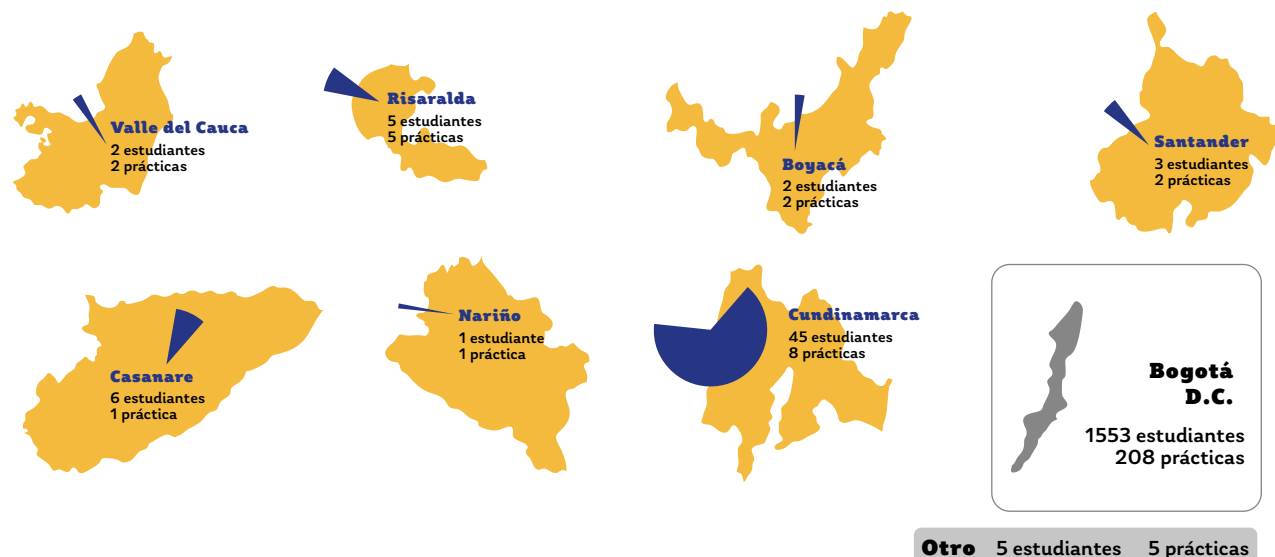 Valle del Cauca
2 estudiantes
2 prácticas
Risaralda
5 estudiantes
5 prácticas
Boyacá
2 estudiantes
2 prácticas
Santander
3 estudiantes
2 prácticas
Casanare
6 estudiantes
1 práctica
Nariño
1 estudiante
1 práctica
Cundinamarca
45 estudiantes
8 prácticas
Bogotá
D.C.
1553 estudiantes
208 prácticas
Otro 5 estudiantes 5 prácticas